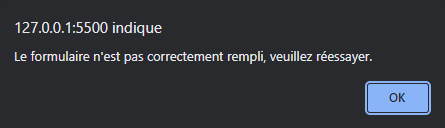 127.0.0.1:5500 indique
Le formulaire n'est pas correctement rempli, veuillez réessayer.
OK